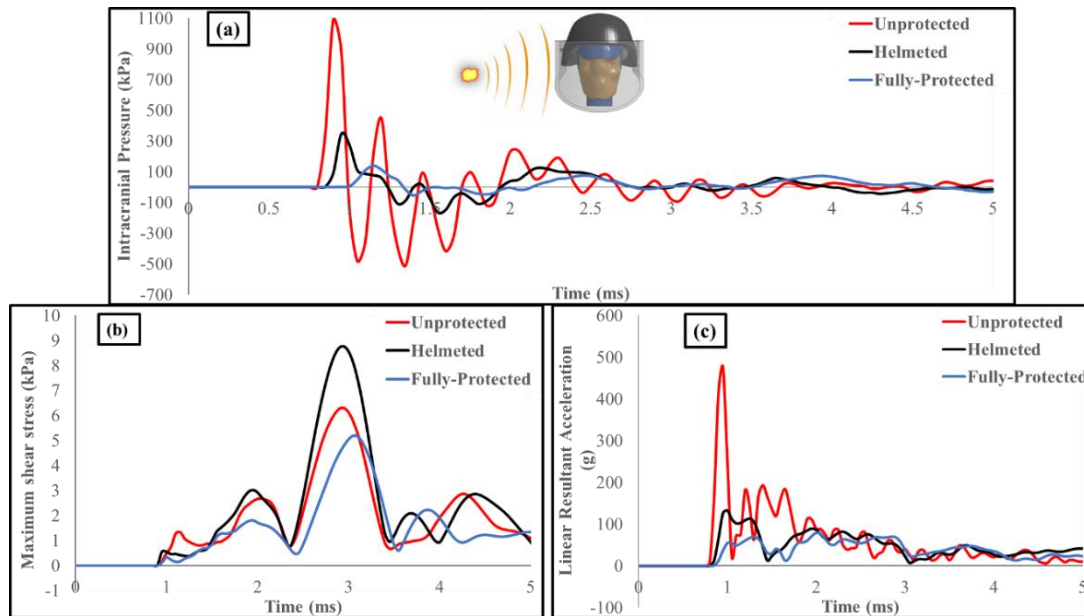 (a)
Unprotected
Helmeted
Fully-Protected
Intracramial Pressure (kPa)
1100
900
700
500
300
100
-100
-300
-500
-700
0
0.5
1
1.5
2
2.5
3
3.5
4
4.5
5
Time (ms)
(b)
Unprotected
Helmeted
Fully-Protected
Maximum shear stress (kPa)
10
9
8
7
6
5
4
3
2
1
0
-1
0
1
2
3
4
5
Time (ms)
(c)
Unprotected
Helmeted
Fully-Protected
Linear Resultant Acceleration
(g)
600
500
400
300
200
100
0
-100
0
1
2
3
4
5
Time (ms)